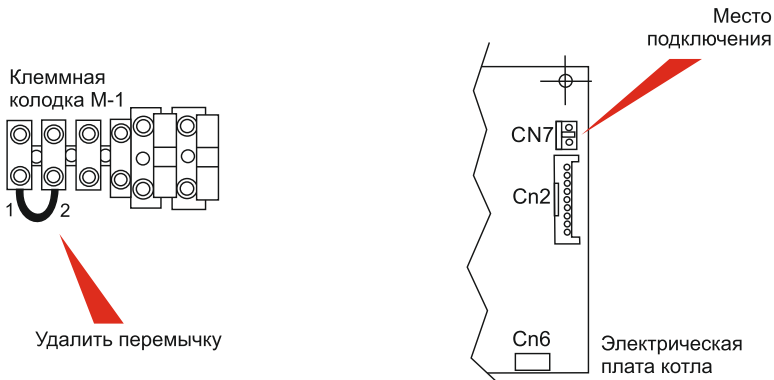 Место
подключения
Клеммная
колодка М-1
CN7
Cn2
1 2
Удалить перемычку
Cn6
Электрическая
плата котла